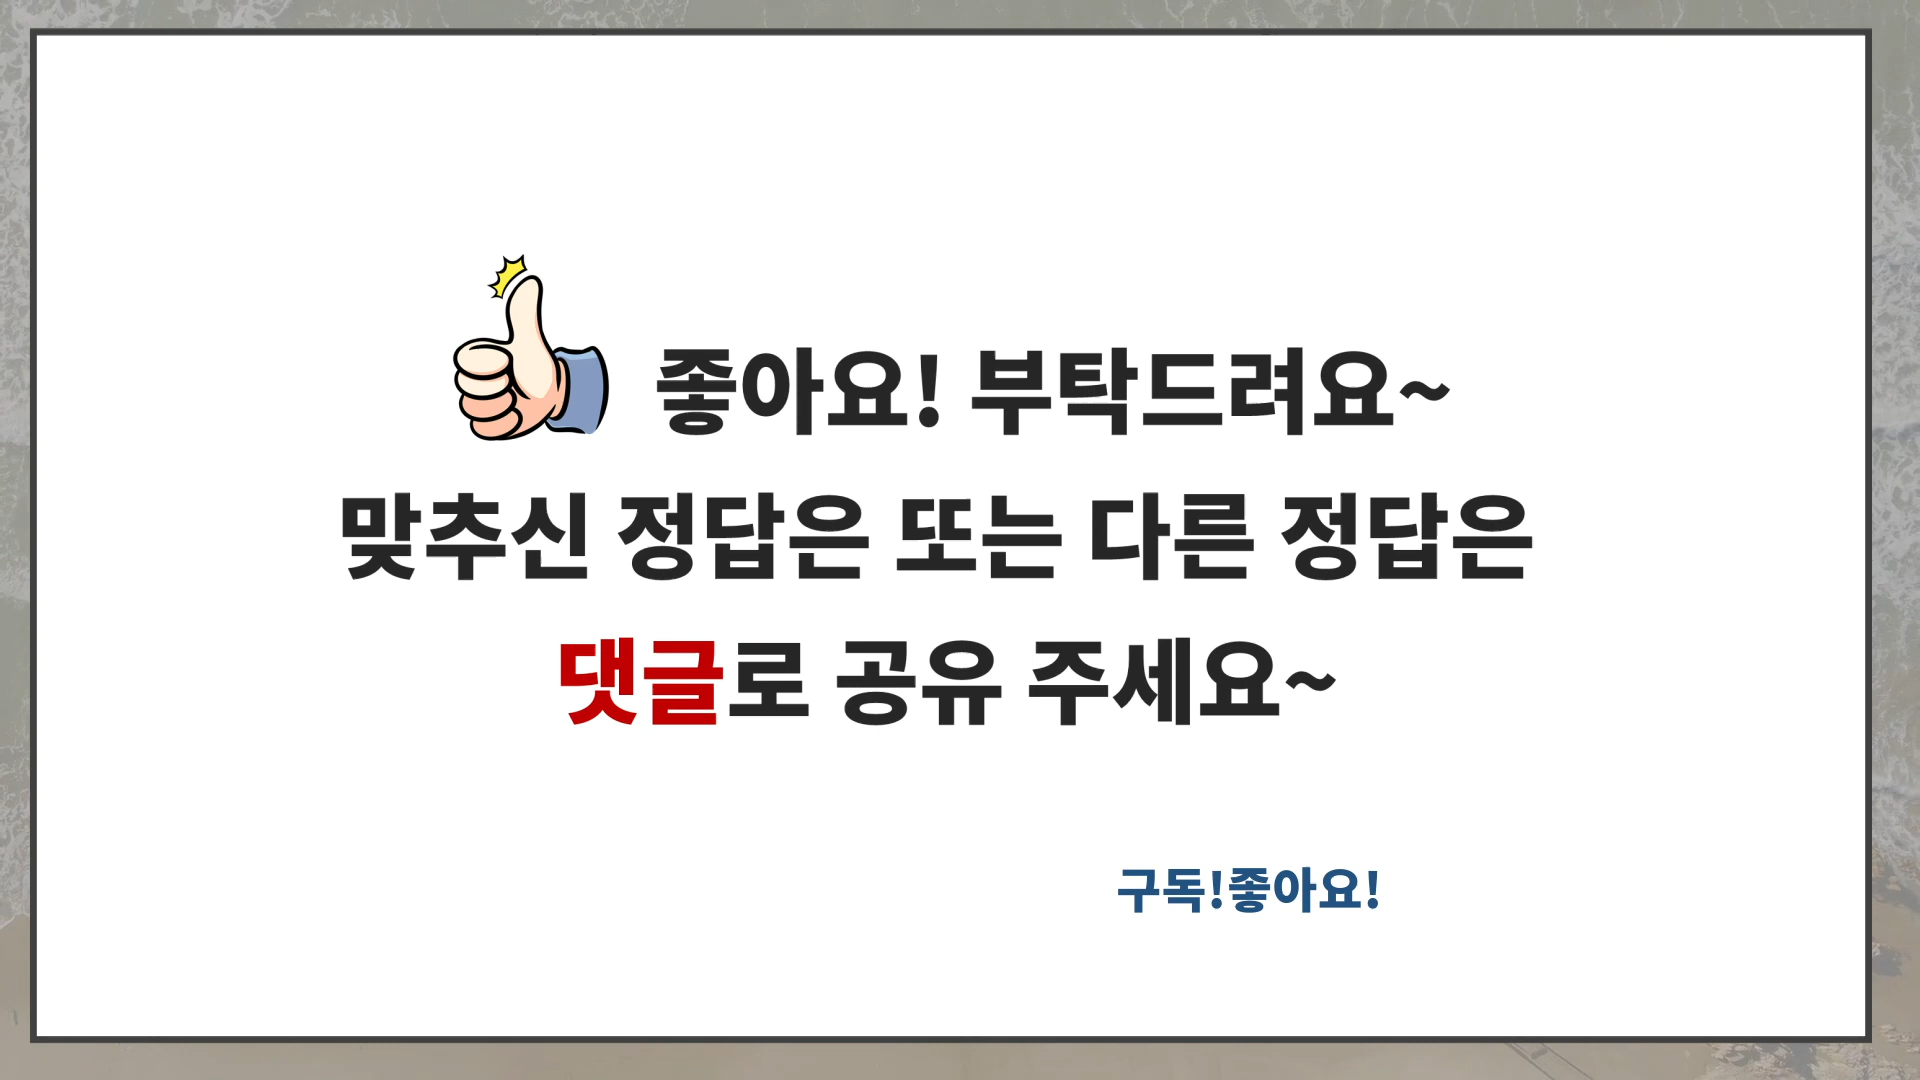 좋아요! 부탁드려요~
맞추신 정답은 또는 다른 정답은
댓글로 공유 주세요~
구독!좋아요!